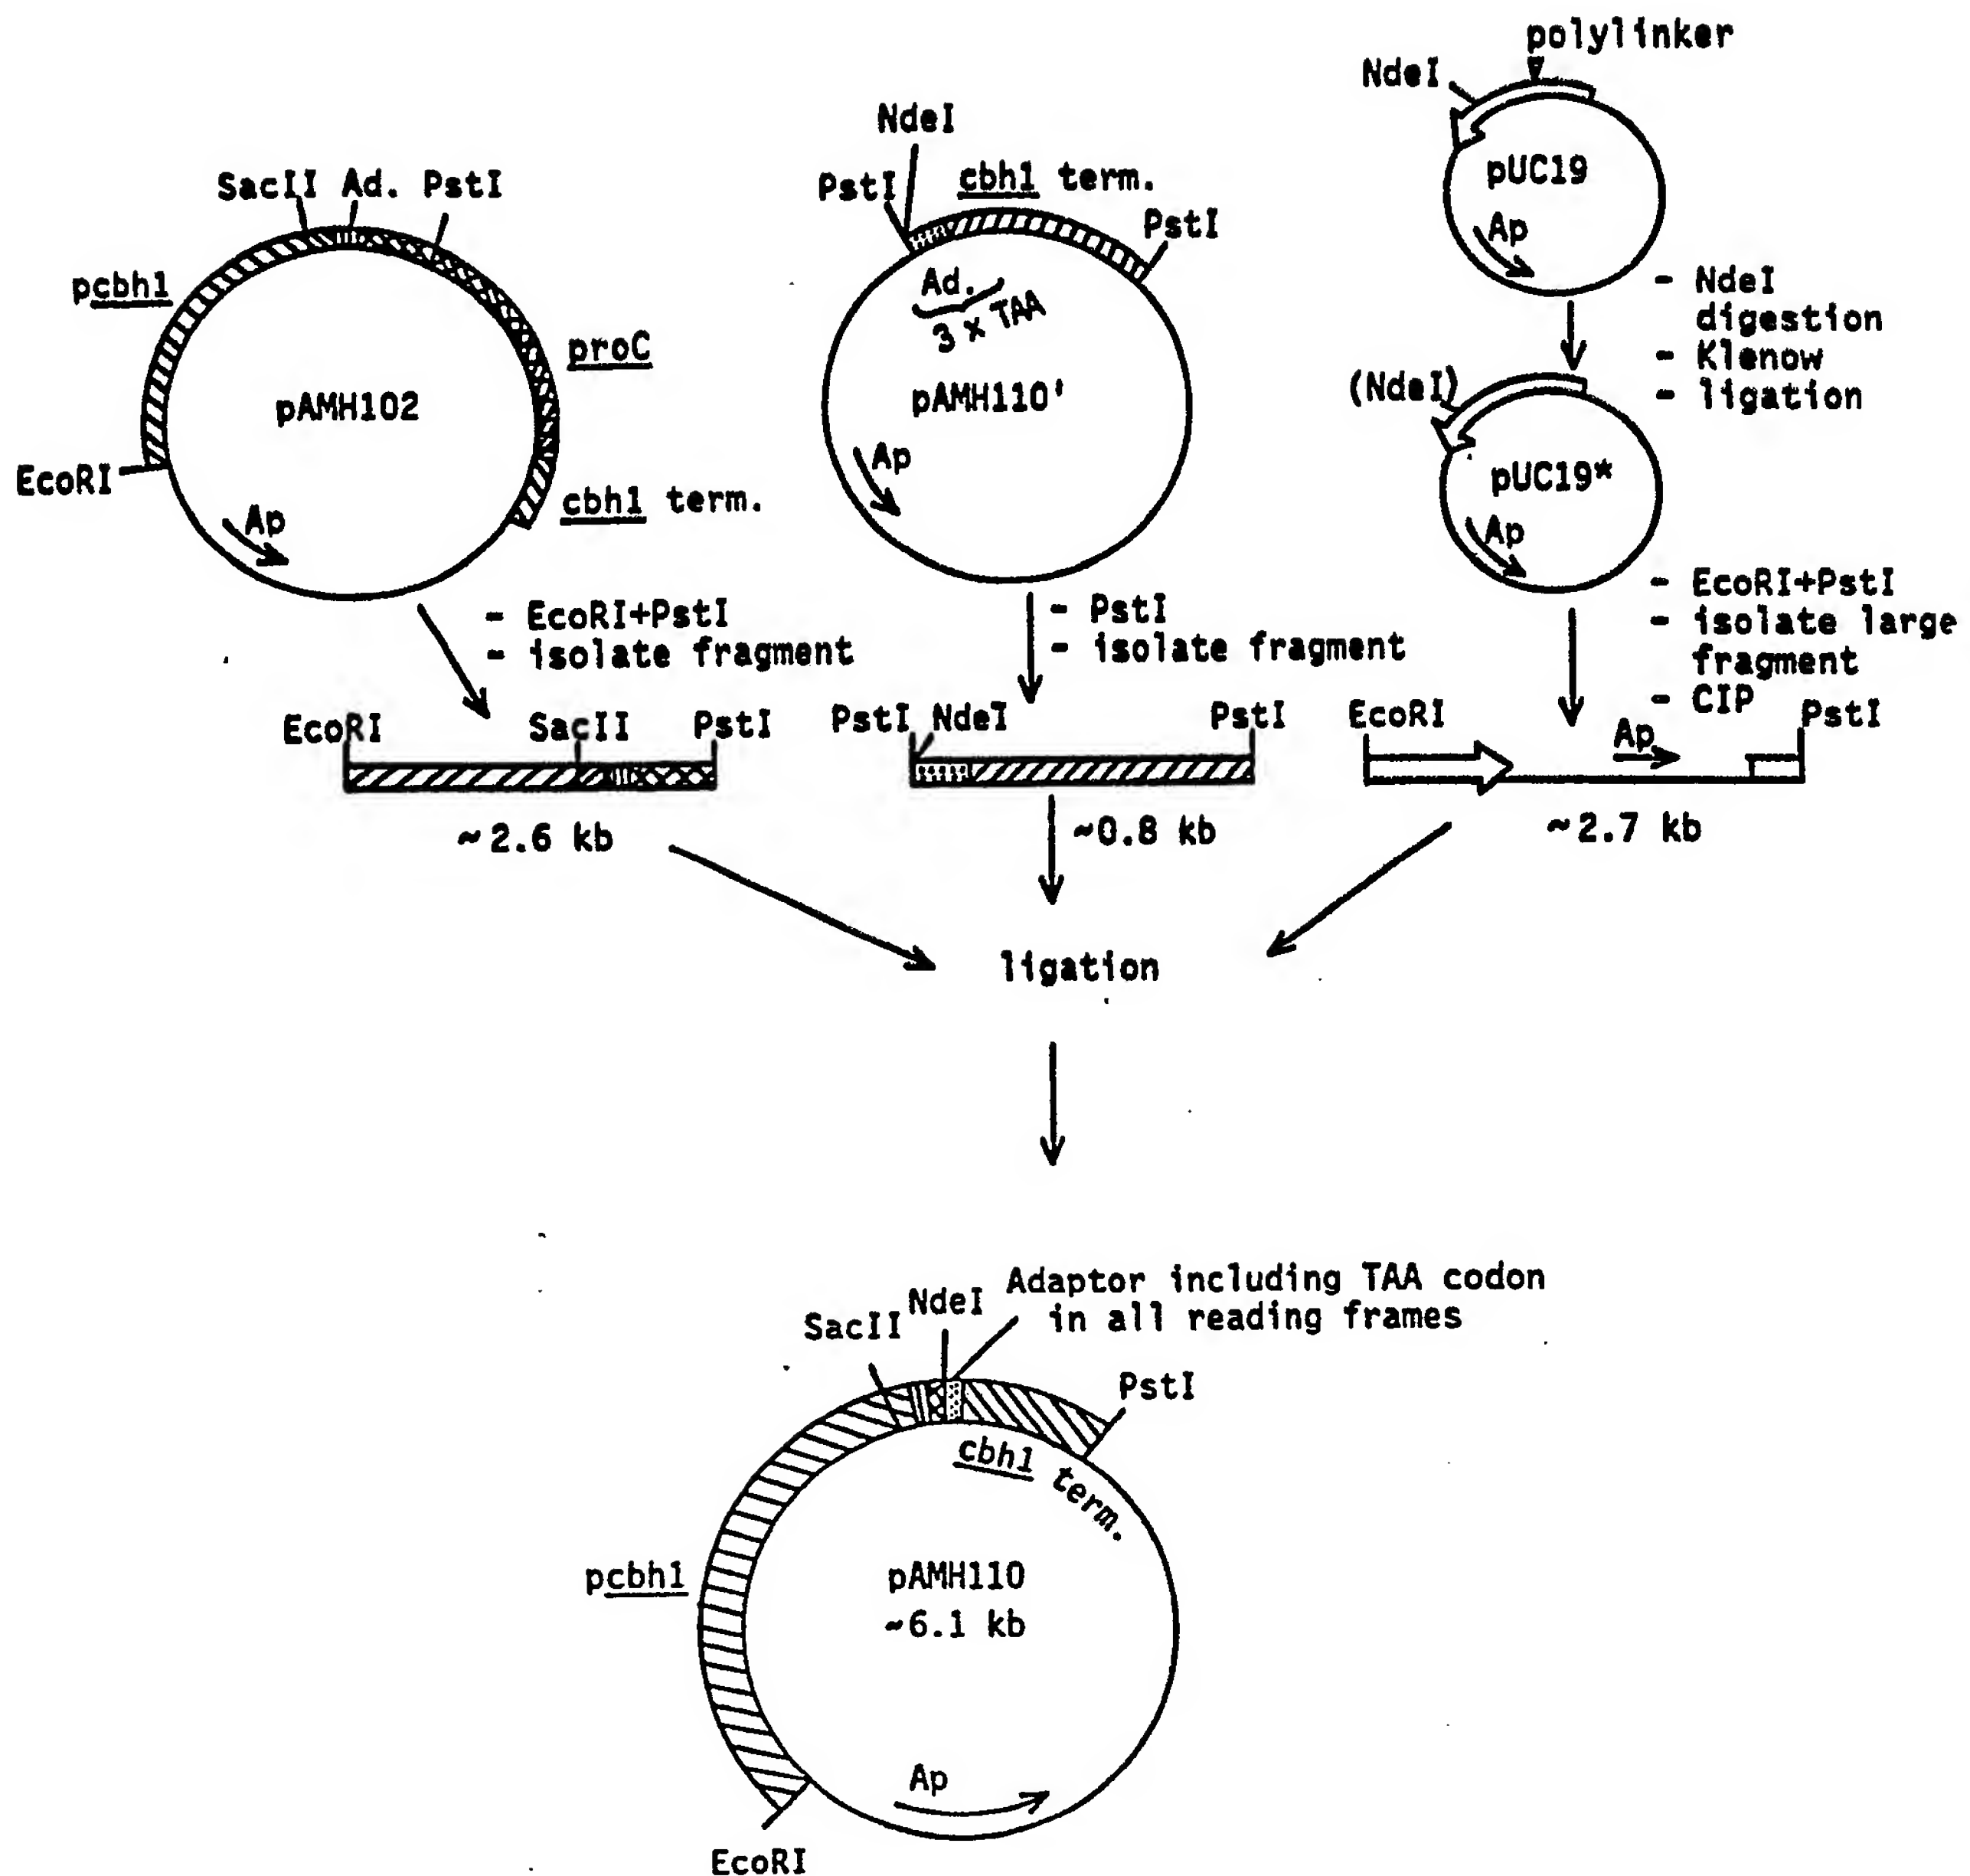 polylinker
NdeI
pUC19
Ap
- NdeI
digestion
- Klenow
- ligation
NdeI
PstI
cbh1 term.
PstI
Ad.
3 x TAA
pAMH110'
Ap
SacII Ad. PstI
pcbh1
proC
pAMH102
EcoRI
cbh1 term.
Ap
(NdeI)
pUC19*
Ap
- EcoRI+PstI
- isolate fragment
- PstI
- isolate fragment
- EcoRI+PstI
- isolate large
fragment
- CIP
EcoRI SacII PstI
~2.6 kb
PstI NdeI PstI
~0.8 kb
EcoRI Ap PstI
~2.7 kb
ligation
Adaptor including TAA codon
in all reading frames
SacII NdeI
PstI
cbh1 term.
pcbh1
pAMH110
~6.1 kb
Ap
EcoRI